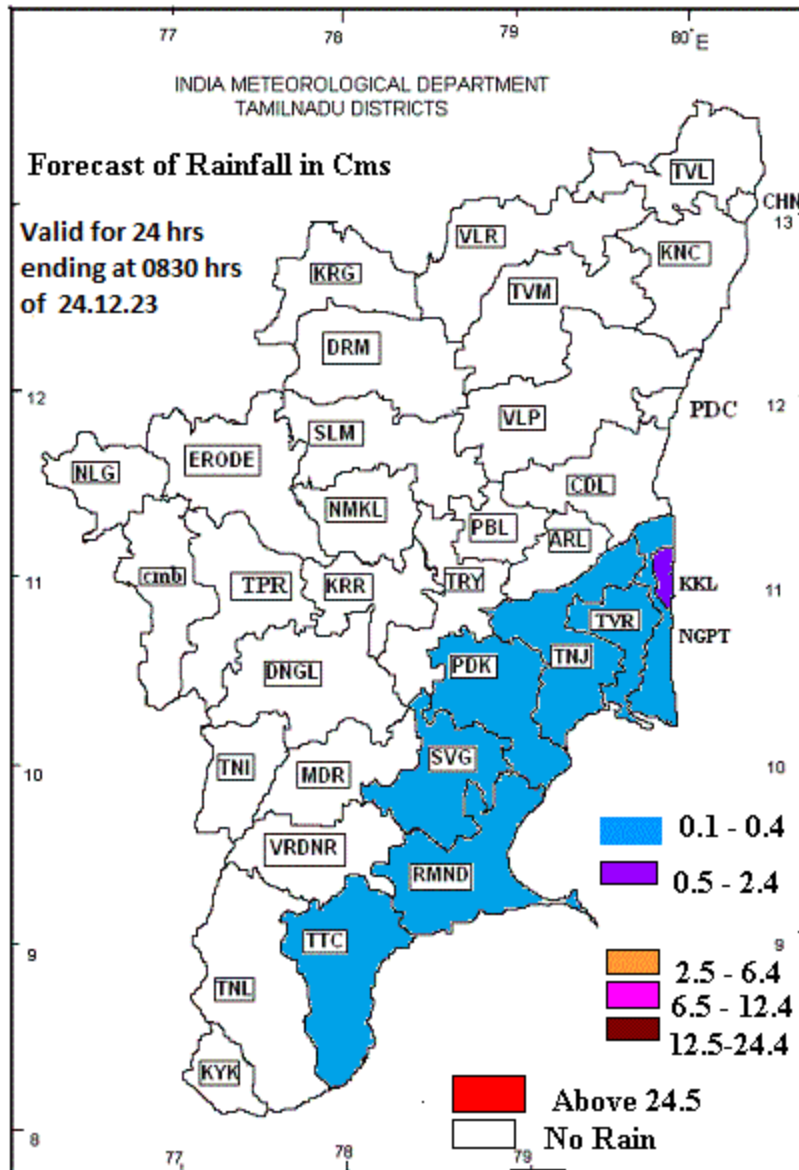 77 78 79 80°E
INDIA METEOROLOGICAL DEPARTMENT
TAMILNADU DISTRICTS
Forecast of Rainfall in Cms
TVL
CHN
13
Valid for 24 hrs
ending at 0830 hrs
of 24.12.23
VLR
KNC
KRG
TVM
DRM
12
PDC
12
VLP
SLM
ERODE
NLG
CDL
NMKL
PBL
ARL
11
cmb
TPR
KRR
TRY
KKL
11
TVR
NGPT
TNJ
PDK
DNGL
10
TNI
MDR
SVG
10
0.1 - 0.4
VRDNR
RMND
0.5 - 2.4
9
TTC
9
2.5 - 6.4
TNL
6.5 - 12.4
12.5-24.4
KYK
Above 24.5
8
No Rain
77 78 79